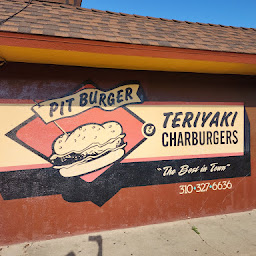 PIT BURGER
& TERIYAKI
CHARBURGERS
"The Best in Town"
310·327·6636